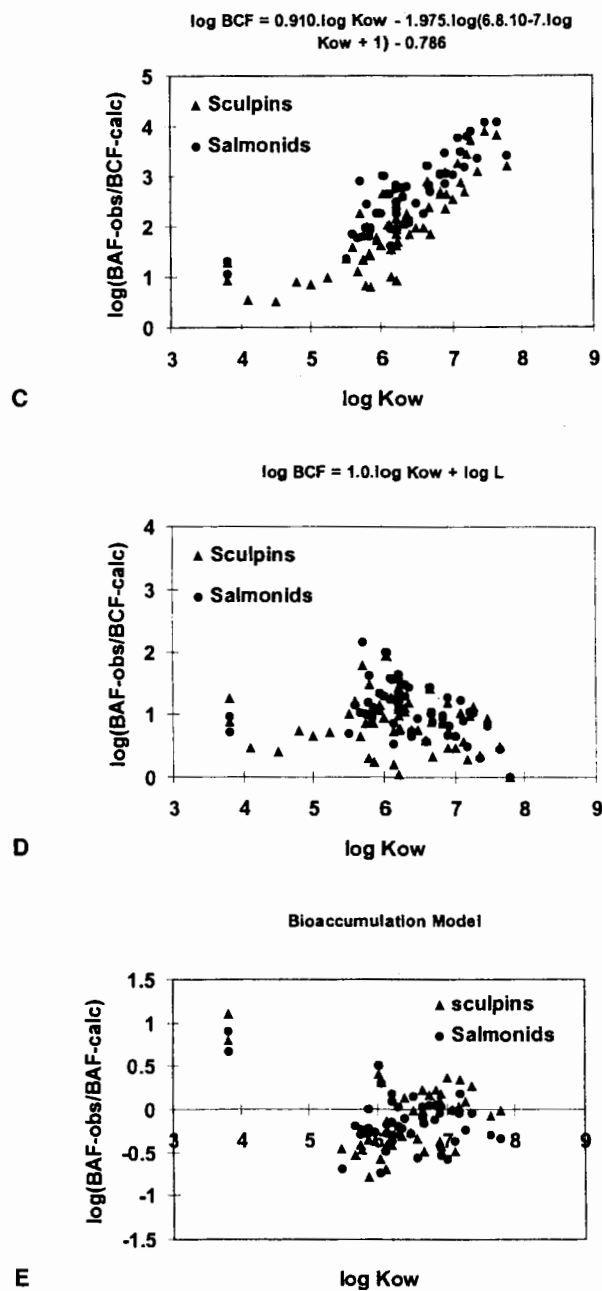 log BCF = 0.910.log Kow - 1.975.log(6.8.10-7.log
Kow + 1) - 0.786
5
4
3
2
1
0
log(BAF-obs/BCF-calc)
Sculpins
Salmonids
3 4 5 6 7 8 9
log Kow
C
log BCF = 1.0.log Kow + log L
4
3
2
1
0
log(BAF-obs/BCF-calc)
Sculpins
Salmonids
3 4 5 6 7 8 9
log Kow
D
Bioaccumulation Model
1.5
1
0.5
0
-0.5
-1
-1.5
log(BAF-obs/BAF-calc)
sculpins
Salmonids
3 4 5 6 7 8 9
log Kow
E